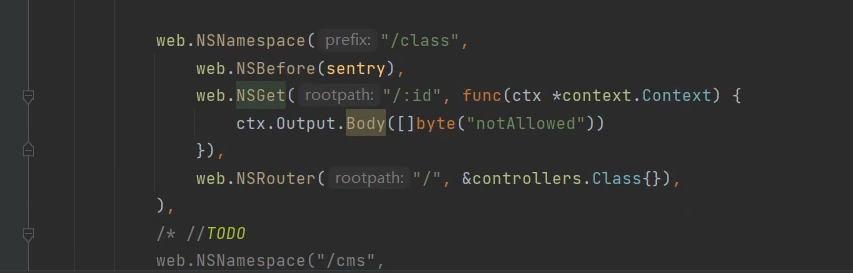 web.NSNamespace( prefix: "/class",
web.NSBefore(sentry),
web.NSGet( rootpath: "/:id", func(ctx *context.Context) {
ctx.Output.Body([]byte("notAllowed"))
}),
web.NSRouter( rootpath: "/", &controllers.Class{}),
),
/* //TODO
web.NSNamespace("/cms",